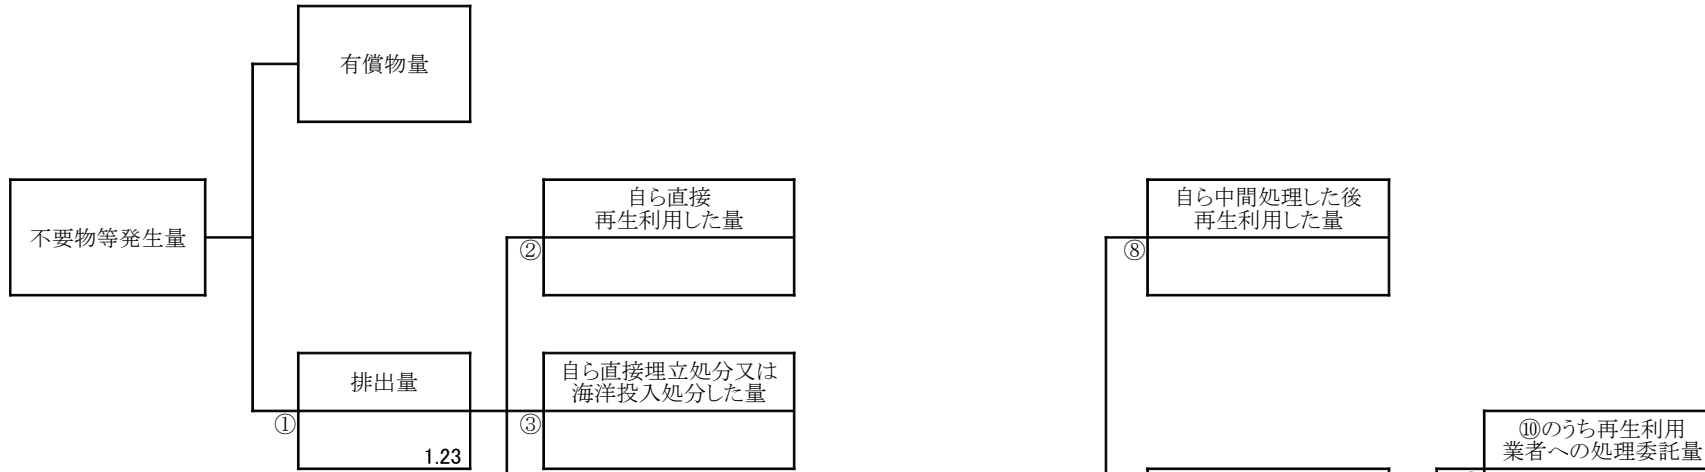 有償物量
不要物等発生量
自ら直接
再生利用した量
②
自ら中間処理した後
再生利用した量
⑧
排出量
①
1.23
自ら直接埋立処分又は
海洋投入処分した量
③
⑩のうち再生利用
業者への処理委託量